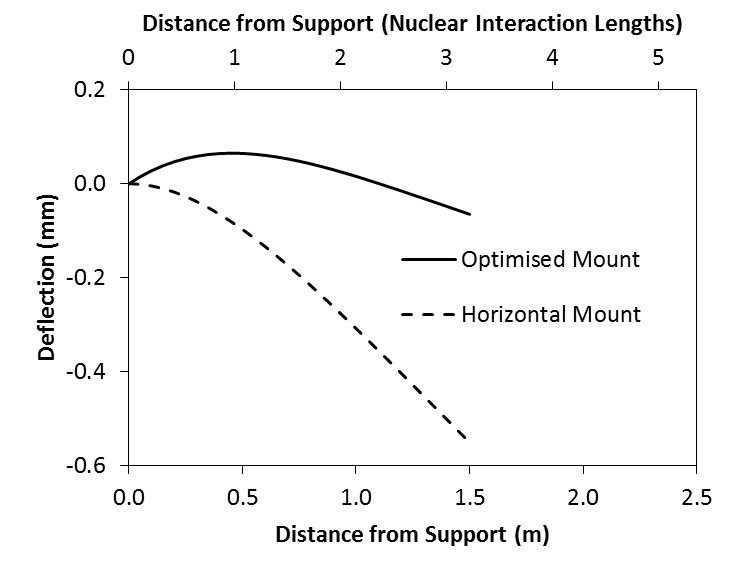 Distance from Support (Nuclear Interaction Lengths)
0 1 2 3 4 5
0.2
0.0
-0.2
-0.4
-0.6
Deflection (mm)
Optimised Mount
Horizontal Mount
0.0 0.5 1.0 1.5 2.0 2.5
Distance from Support (m)